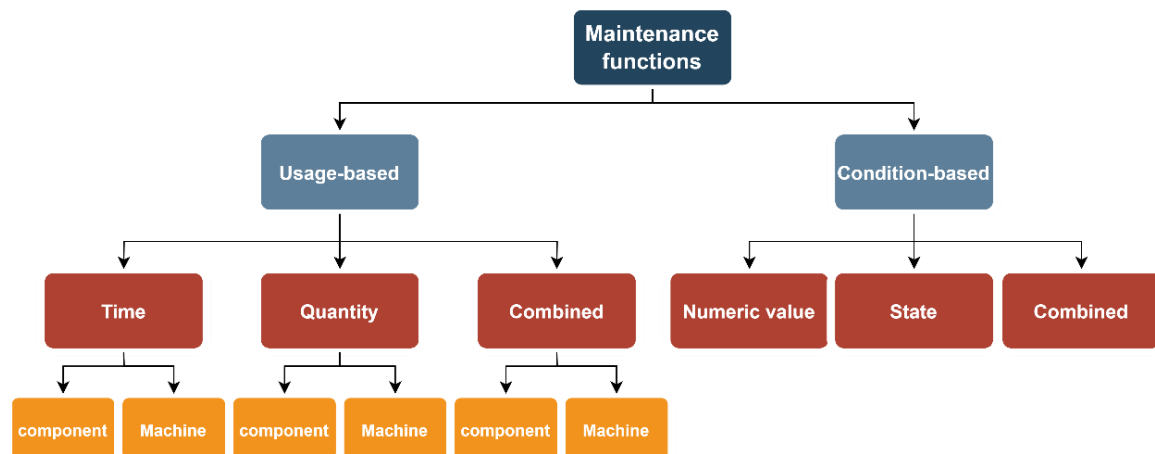 Maintenance
functions
Usage-based
Condition-based
Time
Quantity
Combined
Numeric value
State
Combined
component
Machine
component
Machine
component
Machine